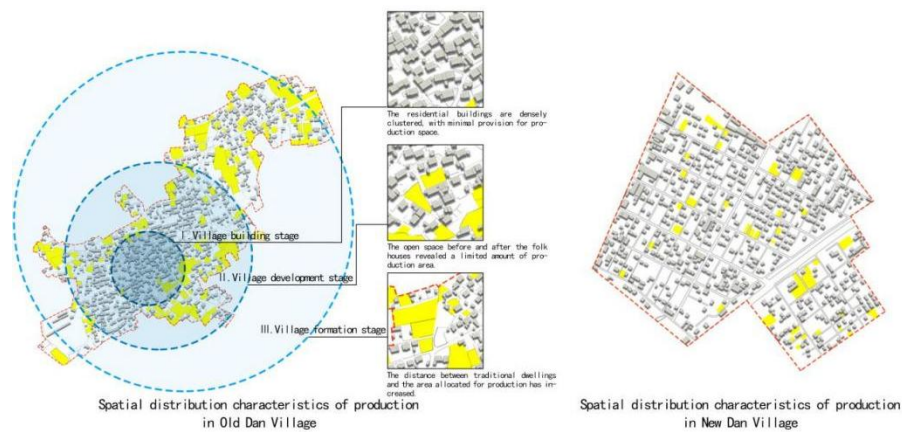 The residential buildings are densely
clustered, with minimal provision for pro-
duction space.
I. Village building stage
The open space before and after the folk
houses revealed a limited amount of pro-
duction area.
II. Village development stage
III. Village formation stage
The distance between traditional dwellings
and the area allocated for production has in-
creased.
Spatial distribution characteristics of production
in Old Dan Village
Spatial distribution characteristics of production
in New Dan Village